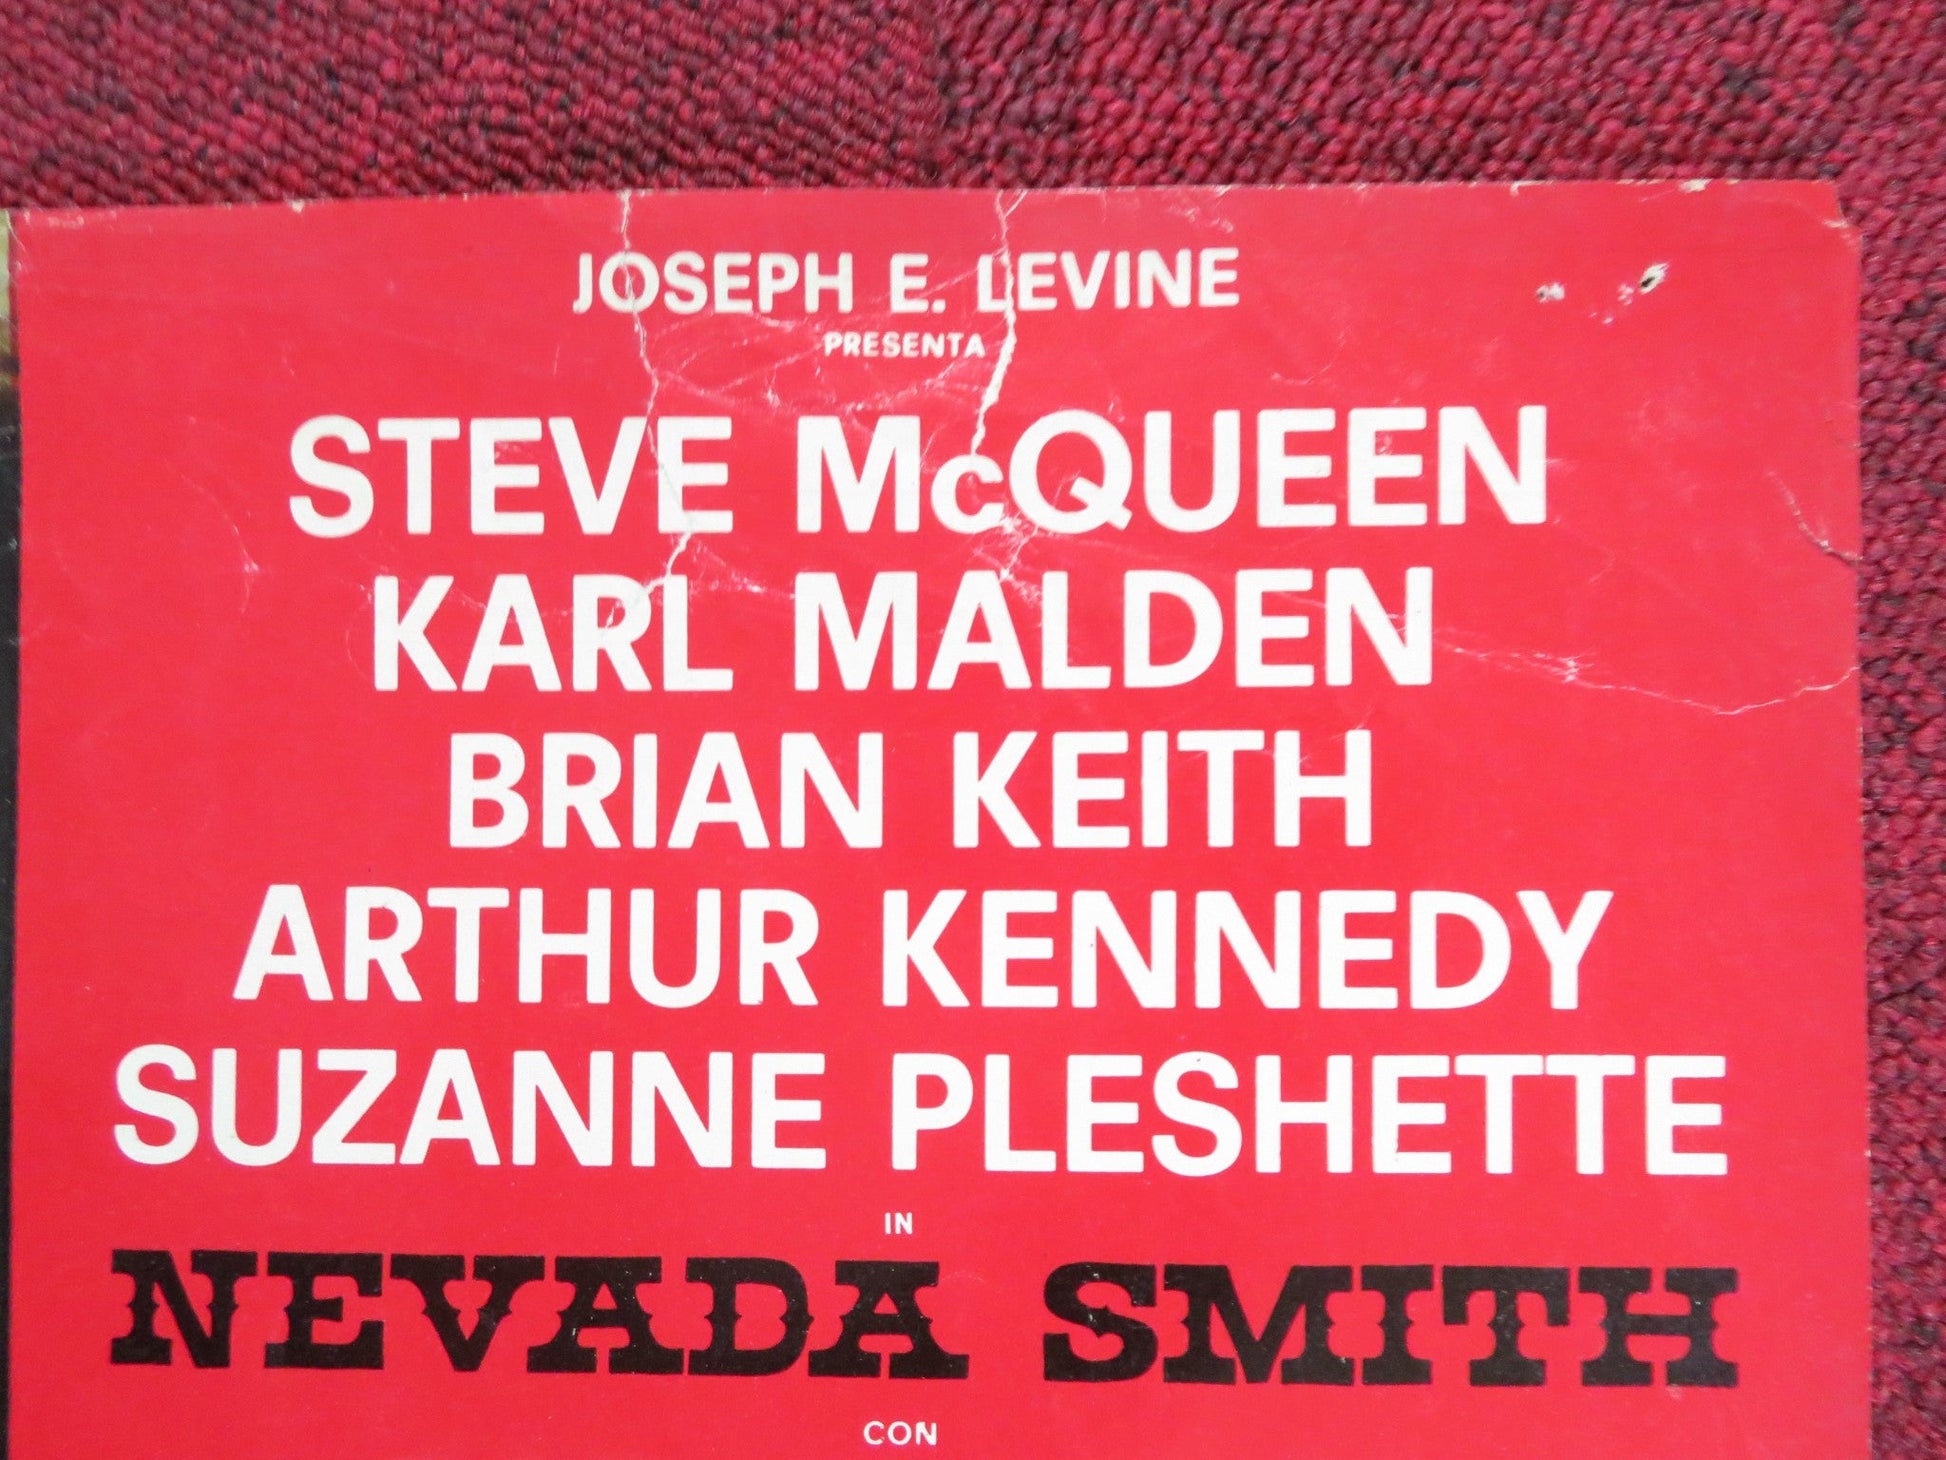 JOSEPH E. LEVINE
PRESENTA
STEVE McQUEEN
KARL MALDEN
BRIAN KEITH
ARTHUR KENNEDY
SUZANNE PLESHETTE
IN
NEVADA SMITH
CON